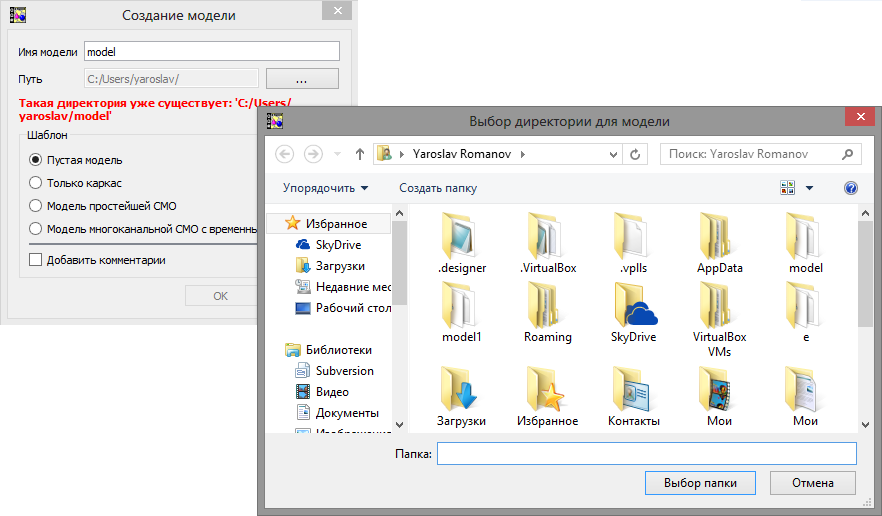 Создание модели
Имя модели
model
Путь
C:/Users/yaroslav/
...
Такая директория уже существует: 'C:/Users/
yaroslav/model'
Шаблон
Пустая модель
Только каркас
Модель простейшей СМО
Модель многоканальной СМО с временны
Добавить комментарии
OK
Выбор директории для модели
Yaroslav Romanov
Поиск: Yaroslav Romanov
Упорядочить
Создать папку
Избранное
SkyDrive
Загрузки
Недавние мес
Рабочий стол
Библиотеки
Subversion
Видео
Документы
Изображения
.designer
.VirtualBox
.vplls
AppData
model
model1
Roaming
SkyDrive
VirtualBox
VMs
e
Загрузки
Избранное
Контакты
Мои
Мои
Папка:
Выбор папки
Отмена